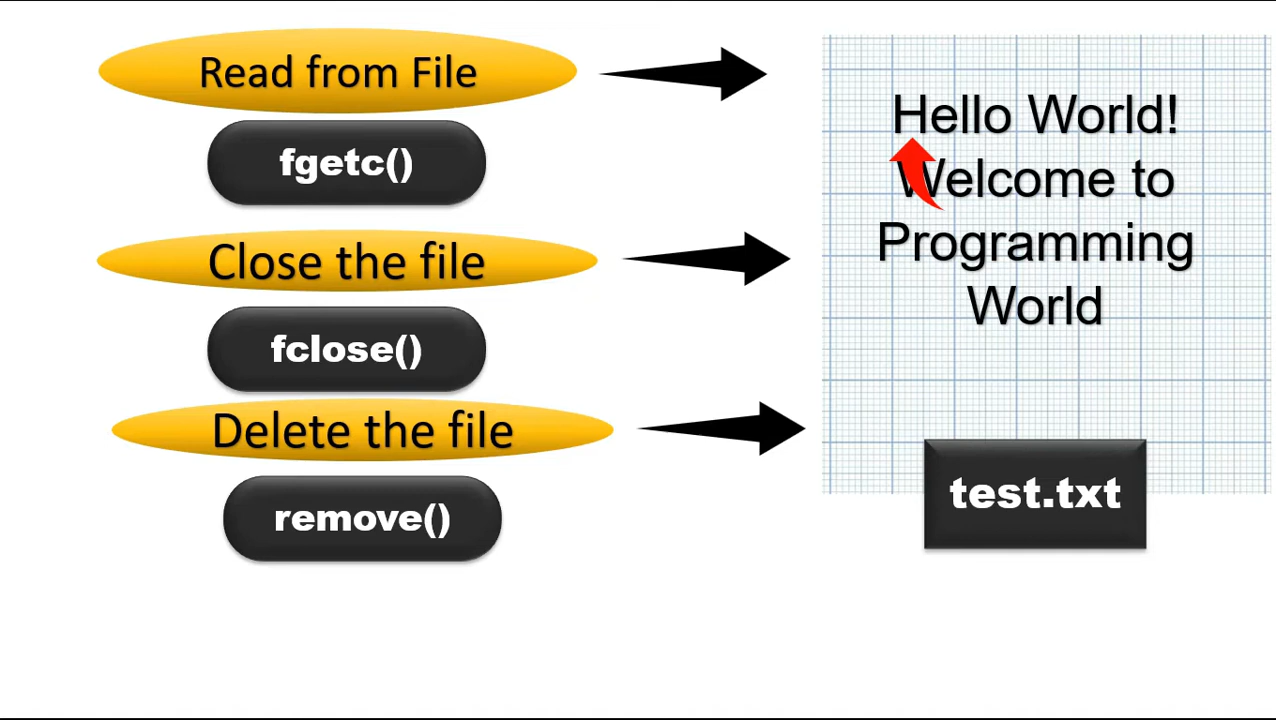 Read from File
fgetc()
Close the file
fclose()
Delete the file
remove()
Hello World!
Welcome to
Programming
World
test.txt